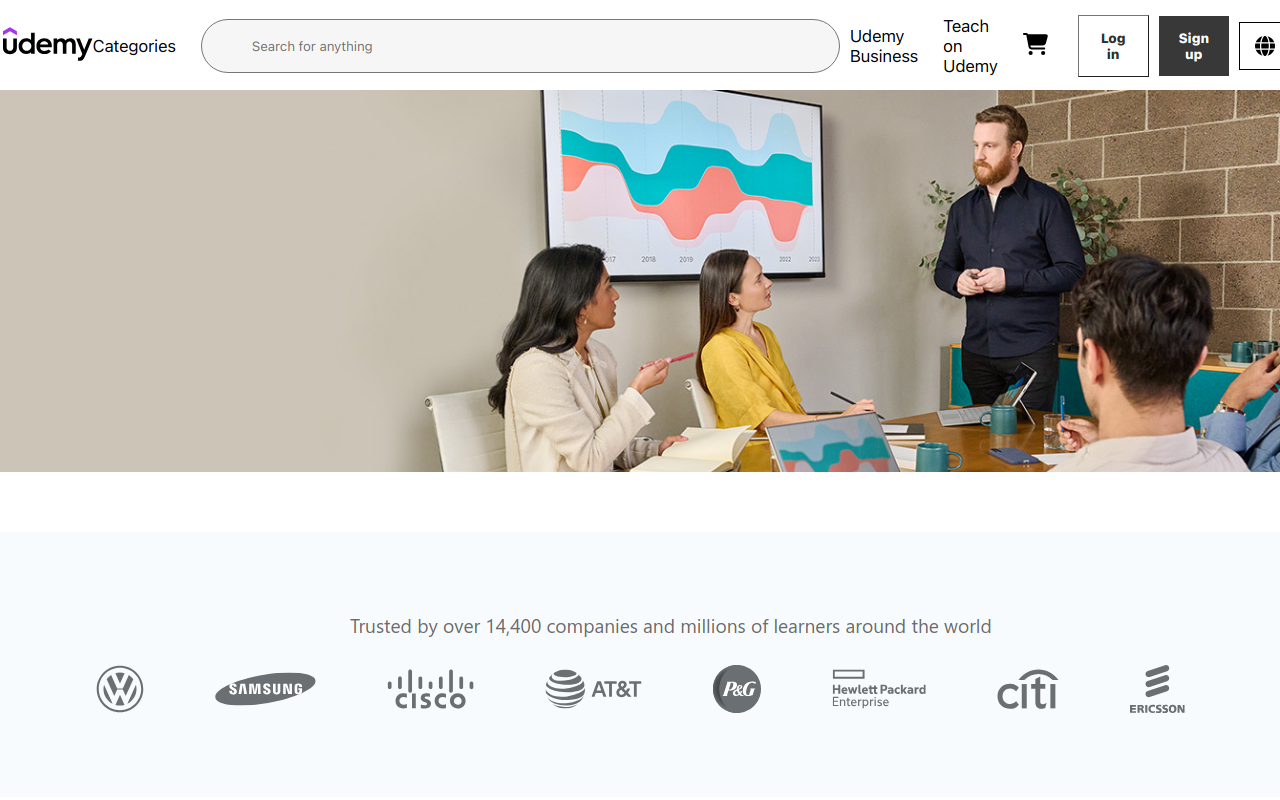 udemy
Categories
Search for anything
Udemy
Business
Teach
on
Udemy
Log
in
Sign
up
2017
2018
2019
2022
Trusted by over 14,400 companies and millions of learners around the world
SAMSUNG
CISCO
AT&T
P&G
Hewlett Packard
Enterprise
citi
ERICSSON